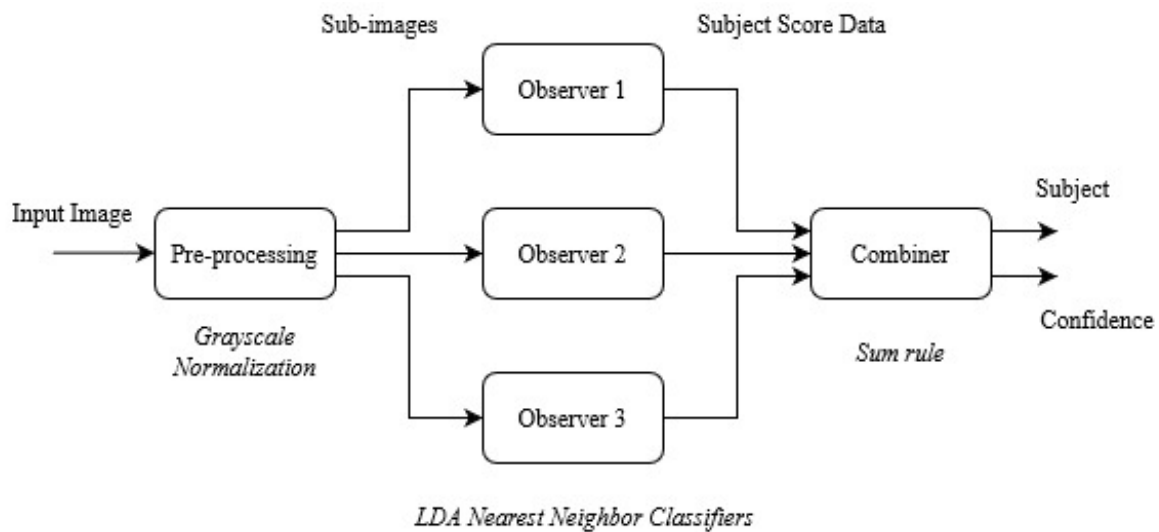 Sub-images
Subject Score Data
Observer 1
Input Image
Pre-processing
Observer 2
Combiner
Subject
Confidence
Grayscale
Normalization
Sum rule
Observer 3
LDA Nearest Neighbor Classifiers